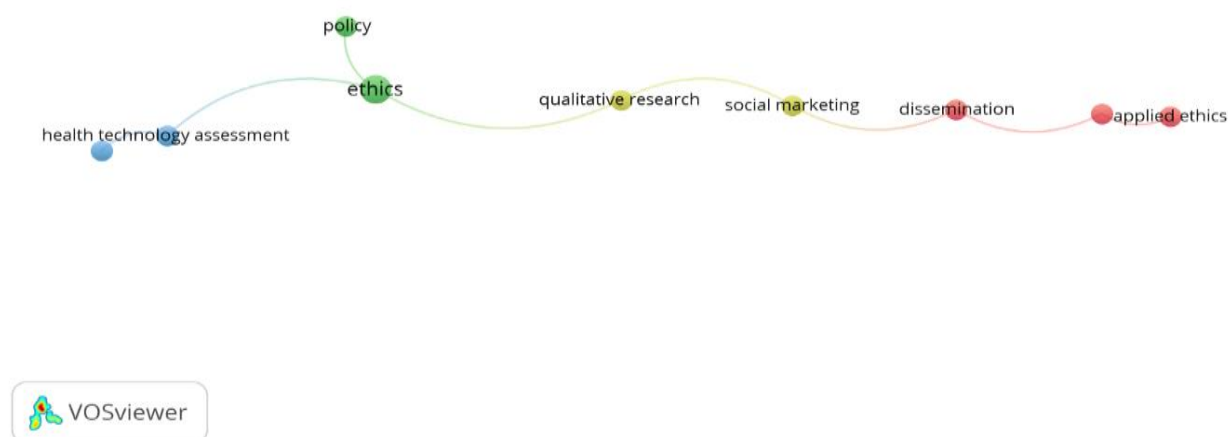 policy
ethics
qualitative research
social marketing
dissemination
applied ethics
health technology assessment
VOSviewer